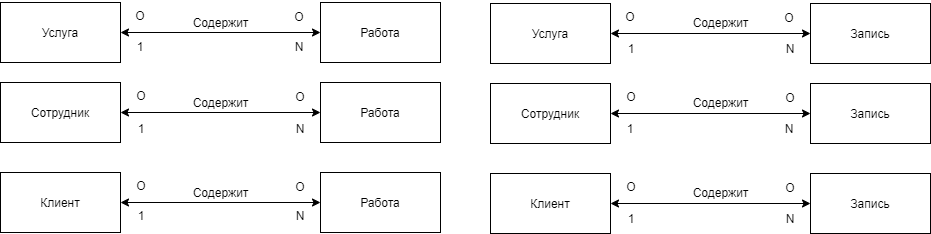 О Содержит О
Услуга Работа
1 N
О Содержит О
Сотрудник Работа
1 N
О Содержит О
Клиент Работа
1 N
О Содержит О
Услуга Запись
1 N
О Содержит О
Сотрудник Запись
1 N
О Содержит О
Клиент Запись
1 N